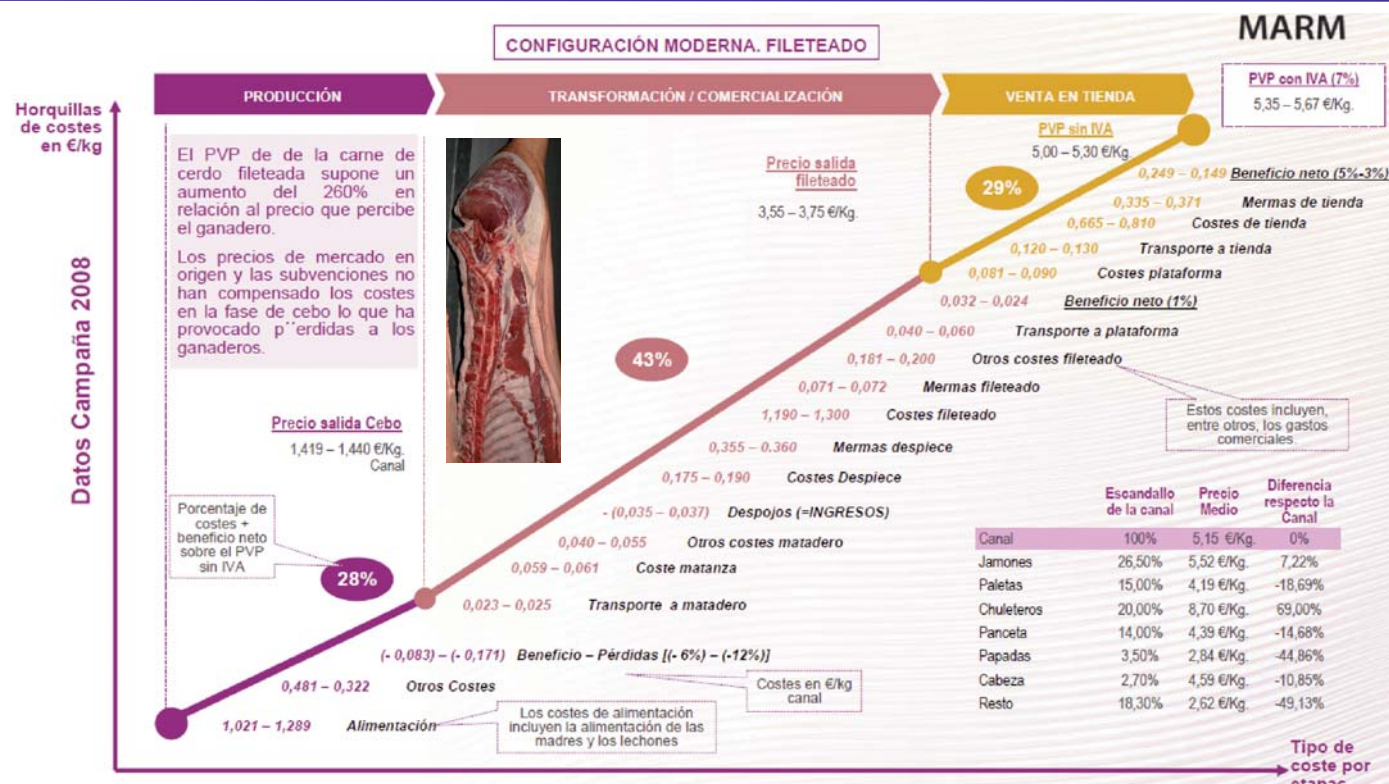 MARM
CONFIGURACIÓN MODERNA. FILETEADO
PRODUCCIÓN
TRANSFORMACIÓN / COMERCIALIZACIÓN
VENTA EN TIENDA
PVP con IVA (7%)
5,35 – 5,67 €/Kg.
Horquillas
de costes
en €/kg
Datos Campaña 2008
El PVP de de la carne de
cerdo fileteada supone un
aumento del 260% en
relación al precio que percibe
el ganadero.
Los precios de mercado en
origen y las subvenciones no
han compensado los costes
en la fase de cebo lo que ha
provocado p¨erdidas a los
ganaderos.
Precio salida Cebo
1,419 – 1,440 €/Kg.
Canal
Porcentaje de
costes +
beneficio neto
sobre el PVP
sin IVA
28%
Precio salida
fileteado
3,55 – 3,75 €/Kg.
43%
PVP sin IVA
5,00 – 5,30 €/Kg.
29%
0,249 – 0,149 Beneficio neto (5%-3%)
0,335 – 0,371 Mermas de tienda
0,665 – 0,810 Costes de tienda
0,120 – 0,130 Transporte a tienda
0,081 – 0,090 Costes plataforma
0,032 – 0,024 Beneficio neto (1%)
0,040 – 0,060 Transporte a plataforma
0,181 – 0,200 Otros costes fileteado
0,071 – 0,072 Mermas fileteado
1,190 – 1,300 Costes fileteado
0,355 – 0.360 Mermas despiece
0,175 – 0,190 Costes Despiece
- (0,035 – 0,037) Despojos (=INGRESOS)
0,040 – 0,055 Otros costes matadero
0,059 – 0,061 Coste matanza
0,023 – 0,025 Transporte a matadero
(- 0,083) – (- 0,171) Beneficio – Pérdidas [(- 6%) – (-12%)]
0,481 – 0,322 Otros Costes
1,021 – 1,289 Alimentación
Estos costes incluyen,
entre otros, los gastos
comerciales.
Costes en €/kg
canal
Los costes de alimentación
incluyen la alimentación de las
madres y los lechones
Escandallo de la canal Precio Medio Diferencia respecto la Canal
Canal 100% 5,15 €/Kg. 0%
Jamones 26,50% 5,52 €/Kg. 7,22%
Paletas 15,00% 4,19 €/Kg. -18,69%
Chuleteros 20,00% 8,70 €/Kg. 69,00%
Panceta 14,00% 4,39 €/Kg. -14,68%
Papadas 3,50% 2,84 €/Kg. -44,86%
Cabeza 2,70% 4,59 €/Kg. -10,85%
Resto 18,30% 2,62 €/Kg. -49,13%
Tipo de
coste por
etapas